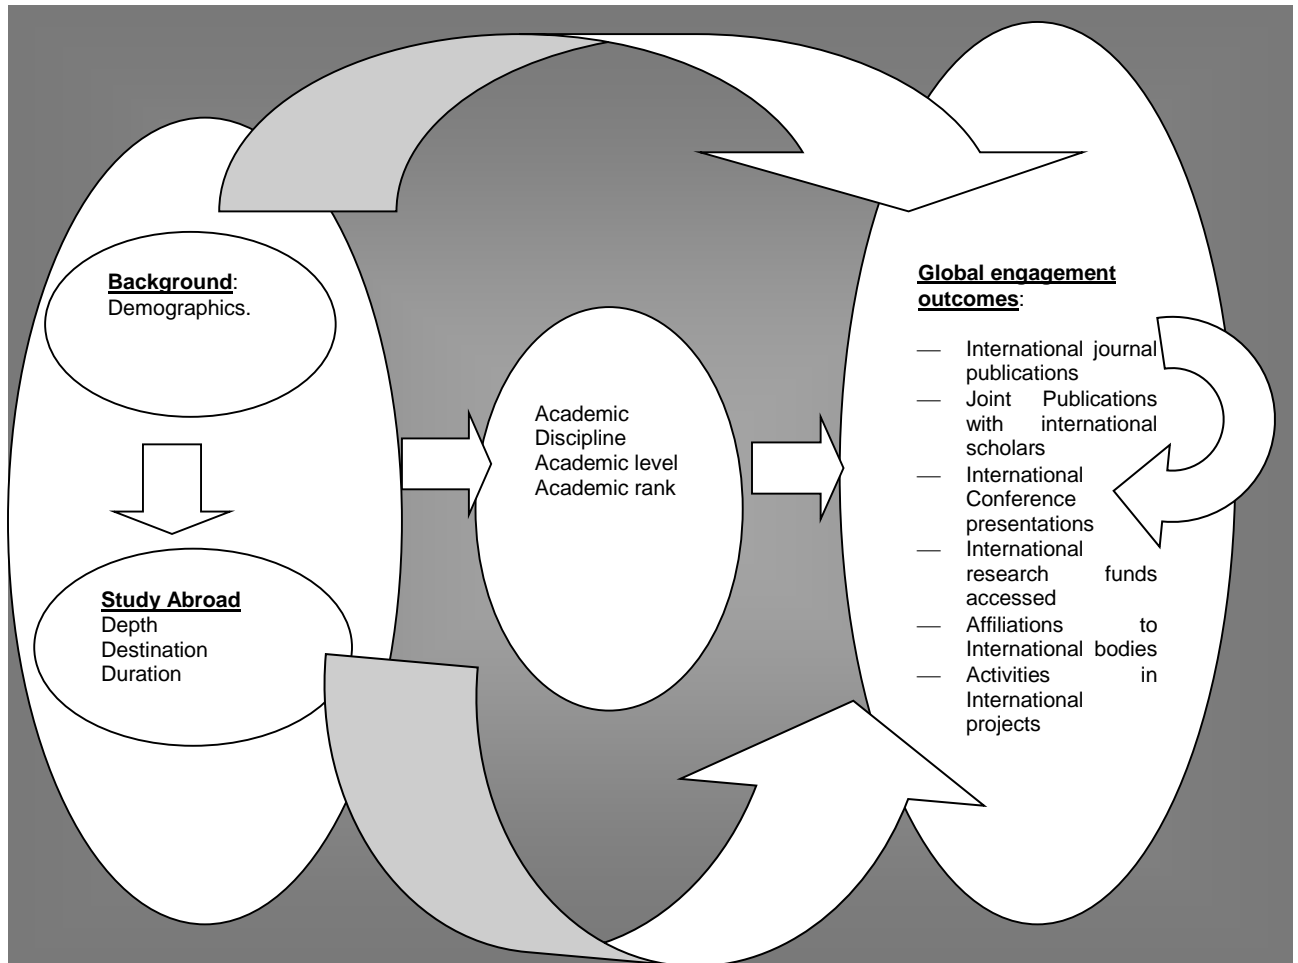 Background:
Demographics.
Study Abroad
Depth
Destination
Duration
Academic
Discipline
Academic level
Academic rank
Global engagement
outcomes:
— International journal
publications
— Joint Publications
with international
scholars
— International
Conference
presentations
— International
research funds
accessed
— Affiliations to
International bodies
— Activities in
International
projects